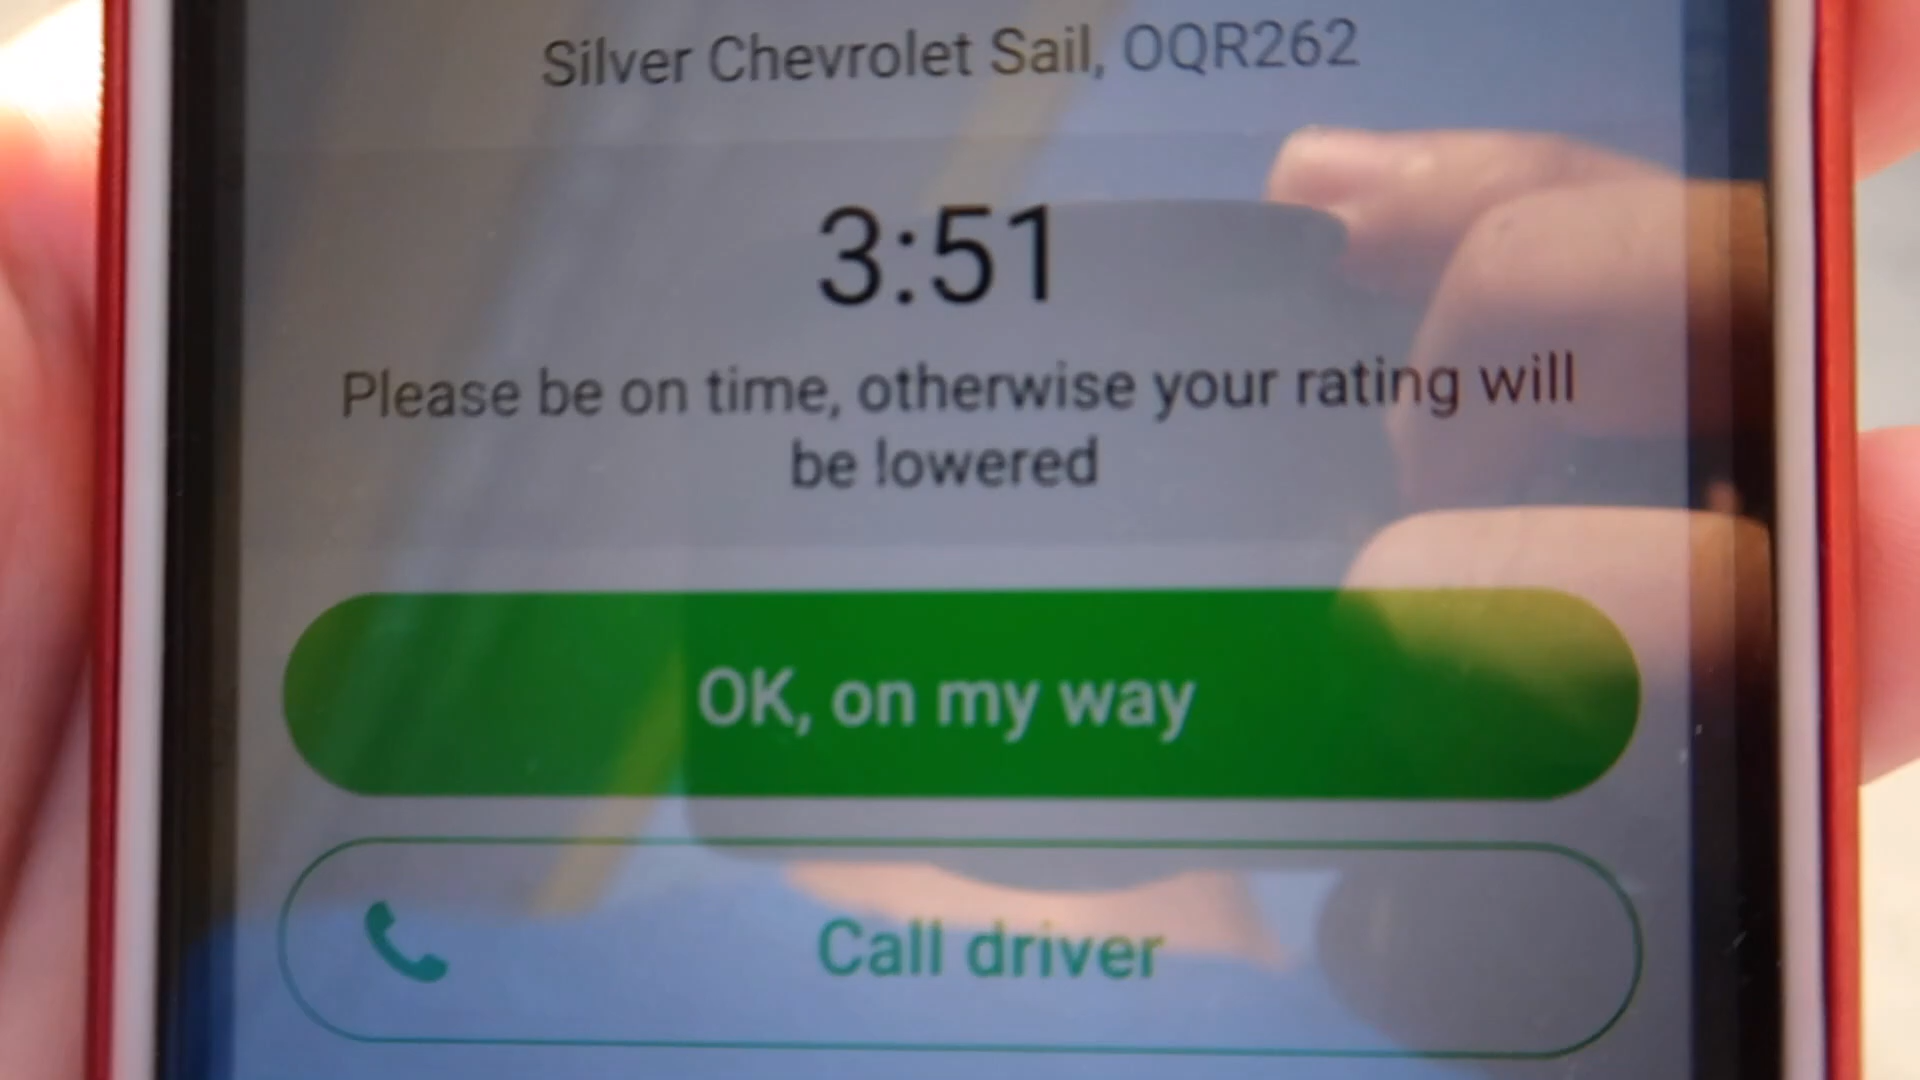 Silver Chevrolet Sail, OQR262
3:51
Please be on time, otherwise your rating will
be lowered
OK, on my way
Call driver